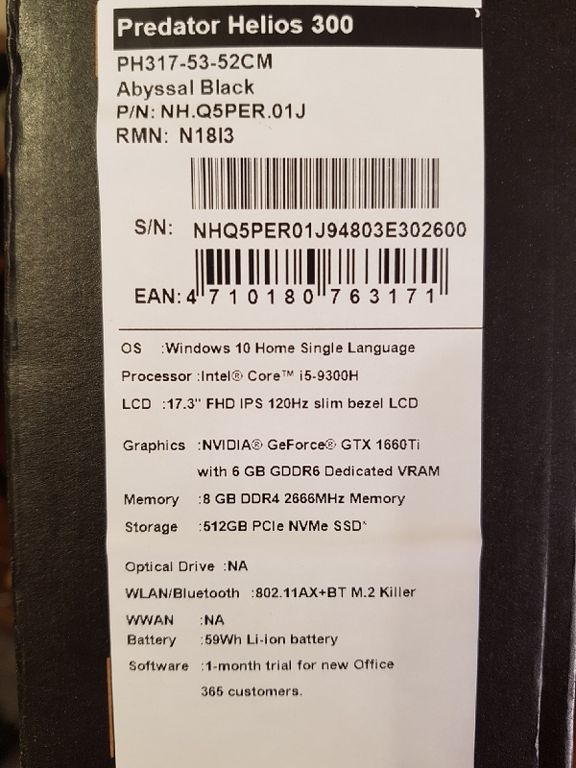 Predator Helios 300
PH317-53-52CM
Abyssal Black
P/N: NH.Q5PER.01J
RMN: N18I3
S/N: NHQ5PER01J94803E302600
EAN: 4 710180 763171
OS :Windows 10 Home Single Language
Processor :Intel® Core™ i5-9300H
LCD :17.3" FHD IPS 120Hz slim bezel LCD
Graphics :NVIDIA® GeForce® GTX 1660Ti
with 6 GB GDDR6 Dedicated VRAM
Memory :8 GB DDR4 2666MHz Memory
Storage :512GB PCIe NVMe SSD*
Optical Drive :NA
WLAN/Bluetooth :802.11AX+BT M.2 Killer
WWAN :NA
Battery :59Wh Li-ion battery
Software :1-month trial for new Office
365 customers.